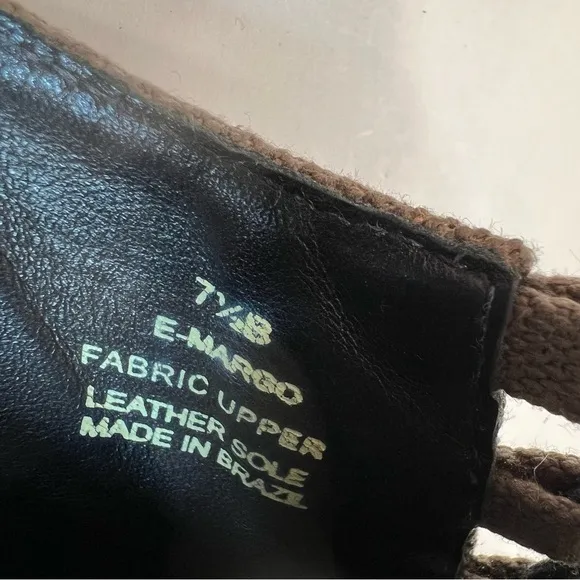 7½B
E-MARGO
FABRIC UPPER
LEATHER SOLE
MADE IN BRAZIL